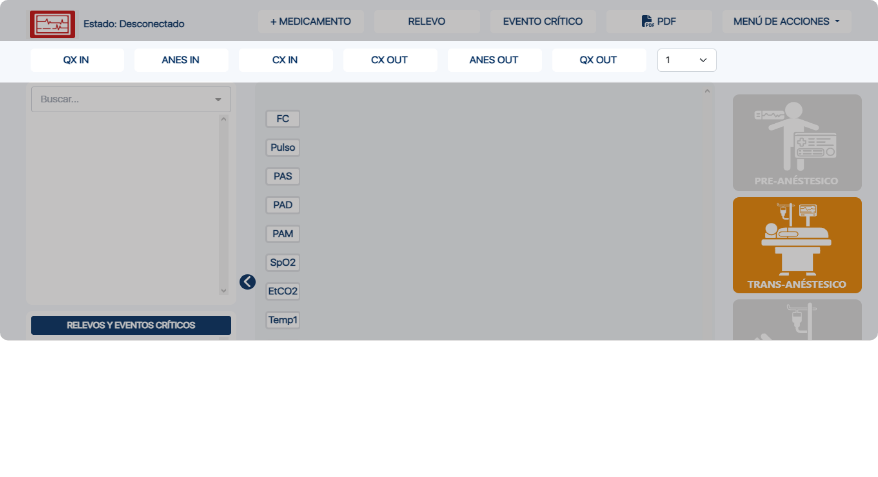 Estado: Desconectado
+ MEDICAMENTO
RELEVO
EVENTO CRÍTICO
PDF
MENÚ DE ACCIONES
QX IN
ANES IN
CX IN
CX OUT
ANES OUT
QX OUT
1
Buscar...
FC
Pulso
PAS
PAD
PAM
SpO2
EtCO2
Temp1
RELEVOS Y EVENTOS CRÍTICOS
PRE-ANÉSTESICO
TRANS-ANÉSTESICO